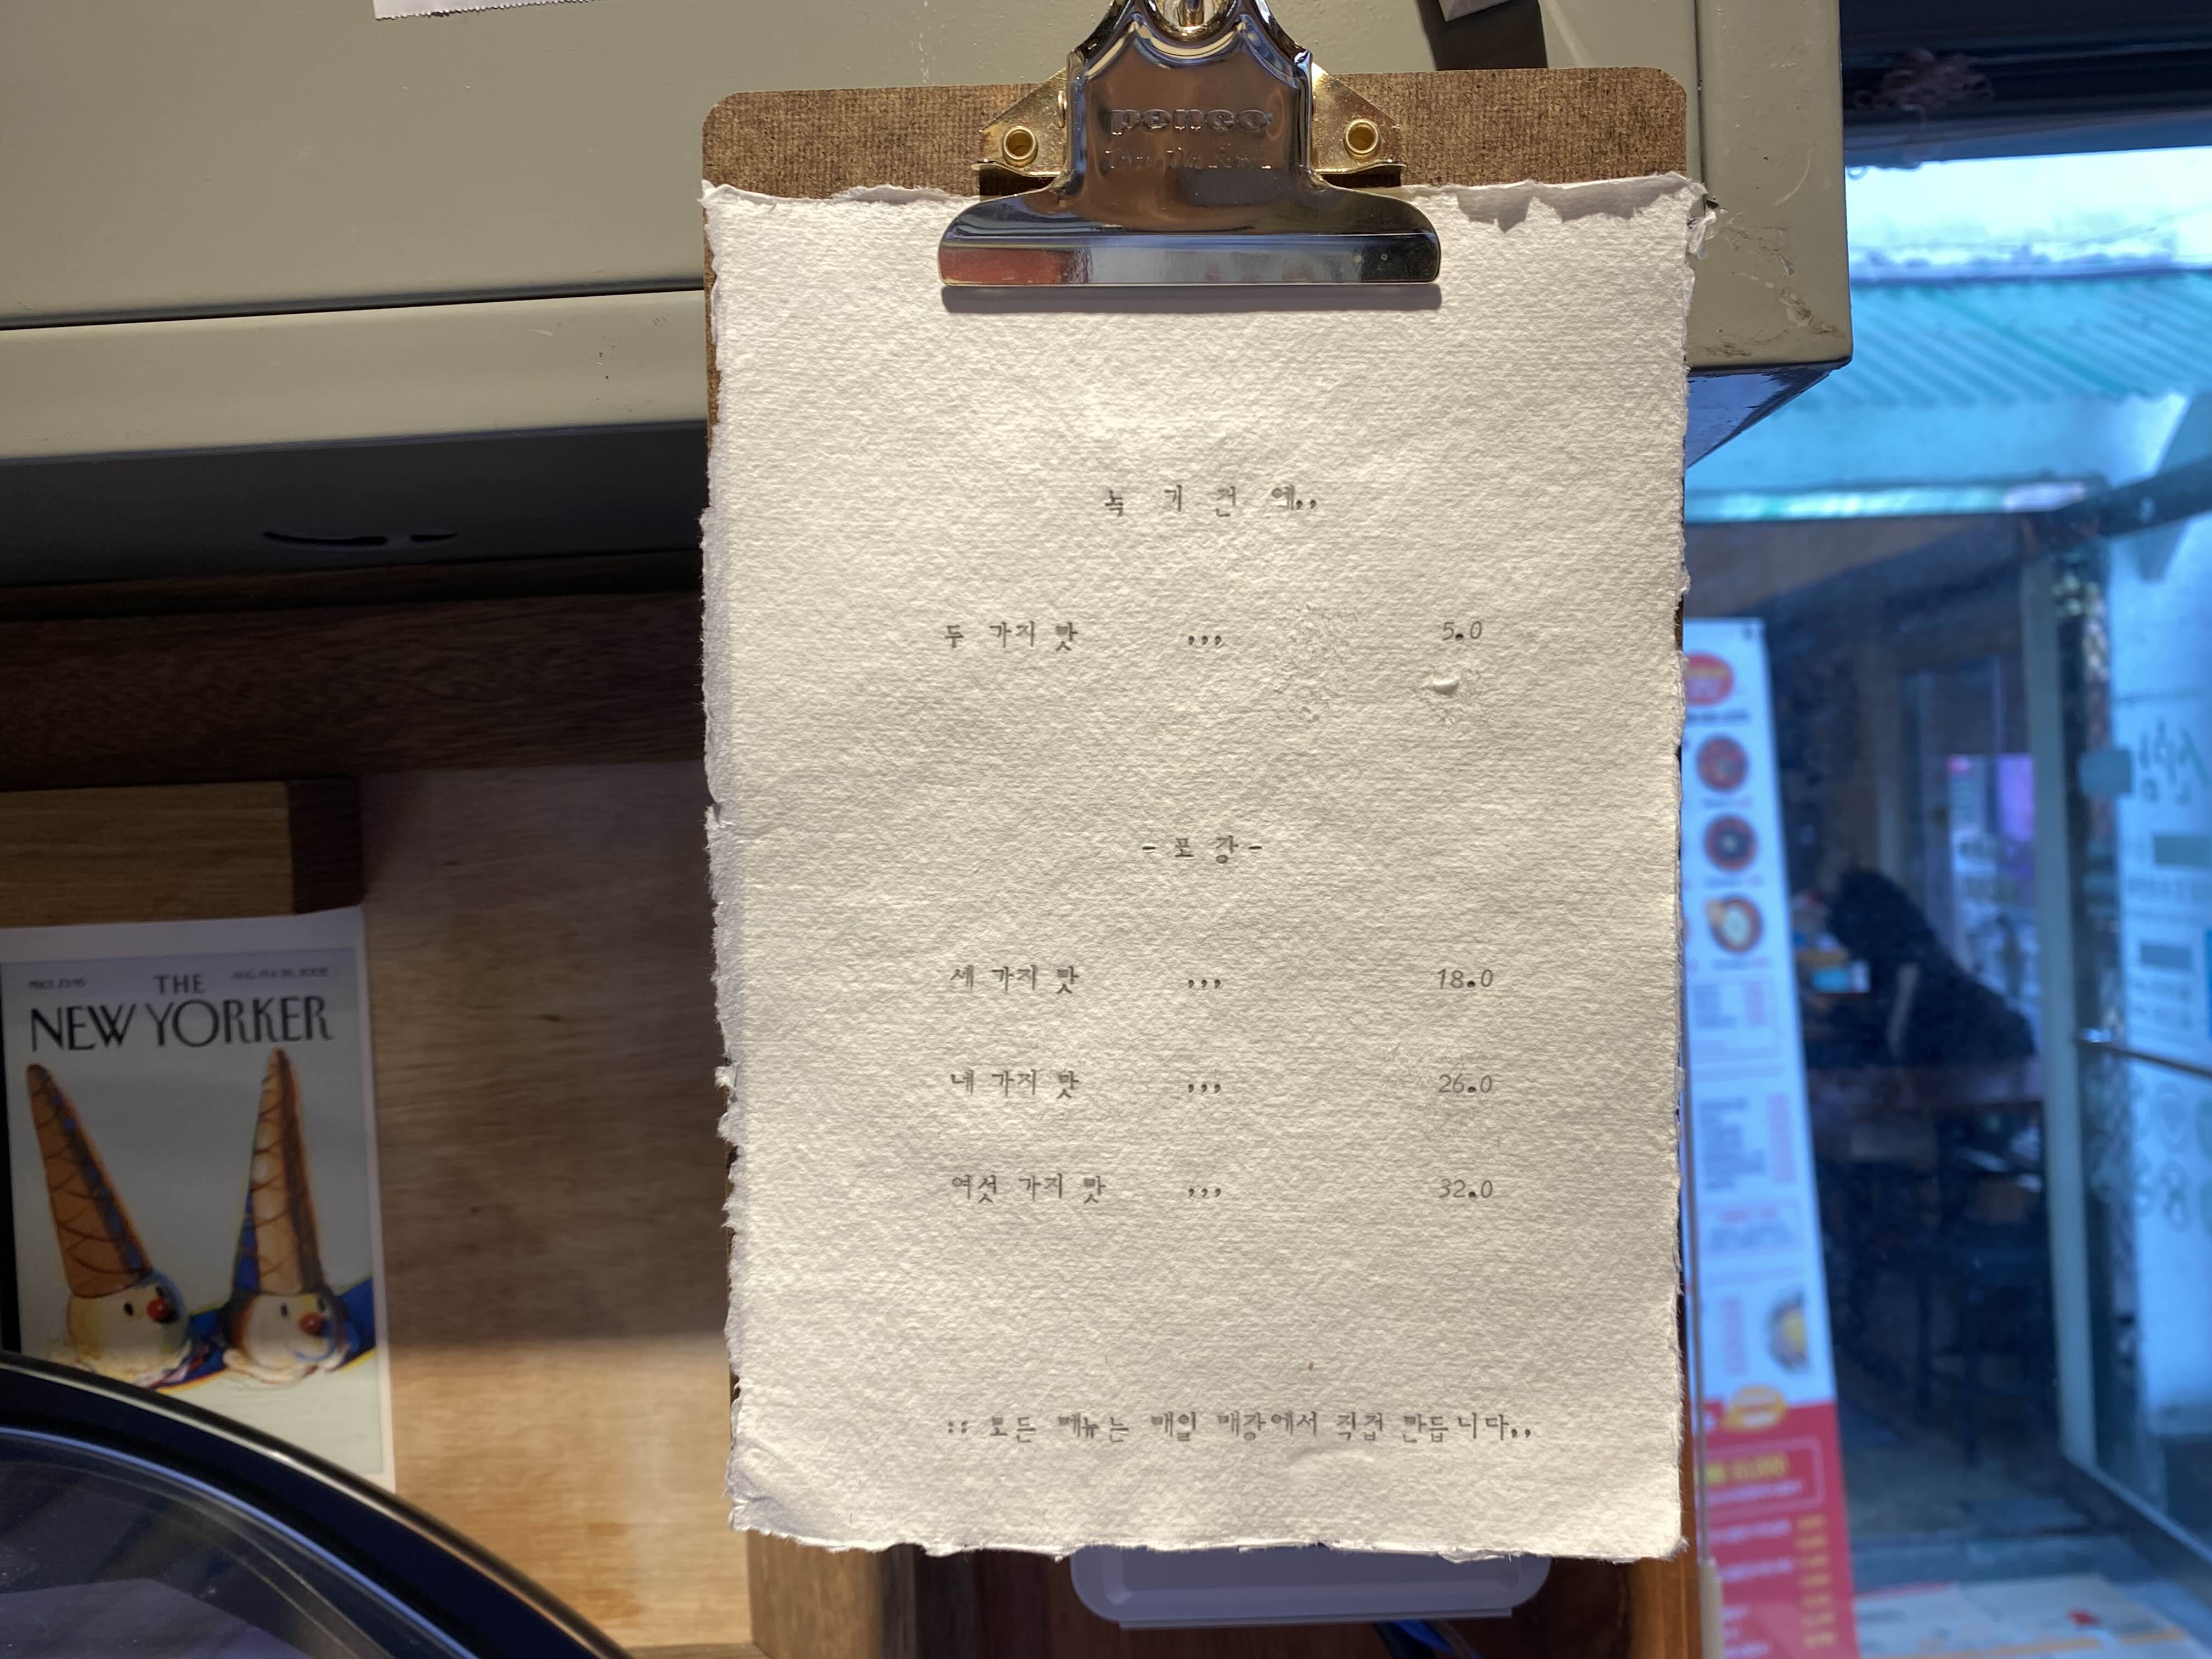 penco
녹 기 전 에,,
두 가지 맛 ,,, 5.0
- 포 장 -
세 가지 맛 ,,, 18.0
네 가지 맛 ,,, 26.0
여섯 가지 맛 ,,, 32.0
:: 모든 메뉴는 매일 매장에서 직접 만듭니다,,
THE
NEW YORKER